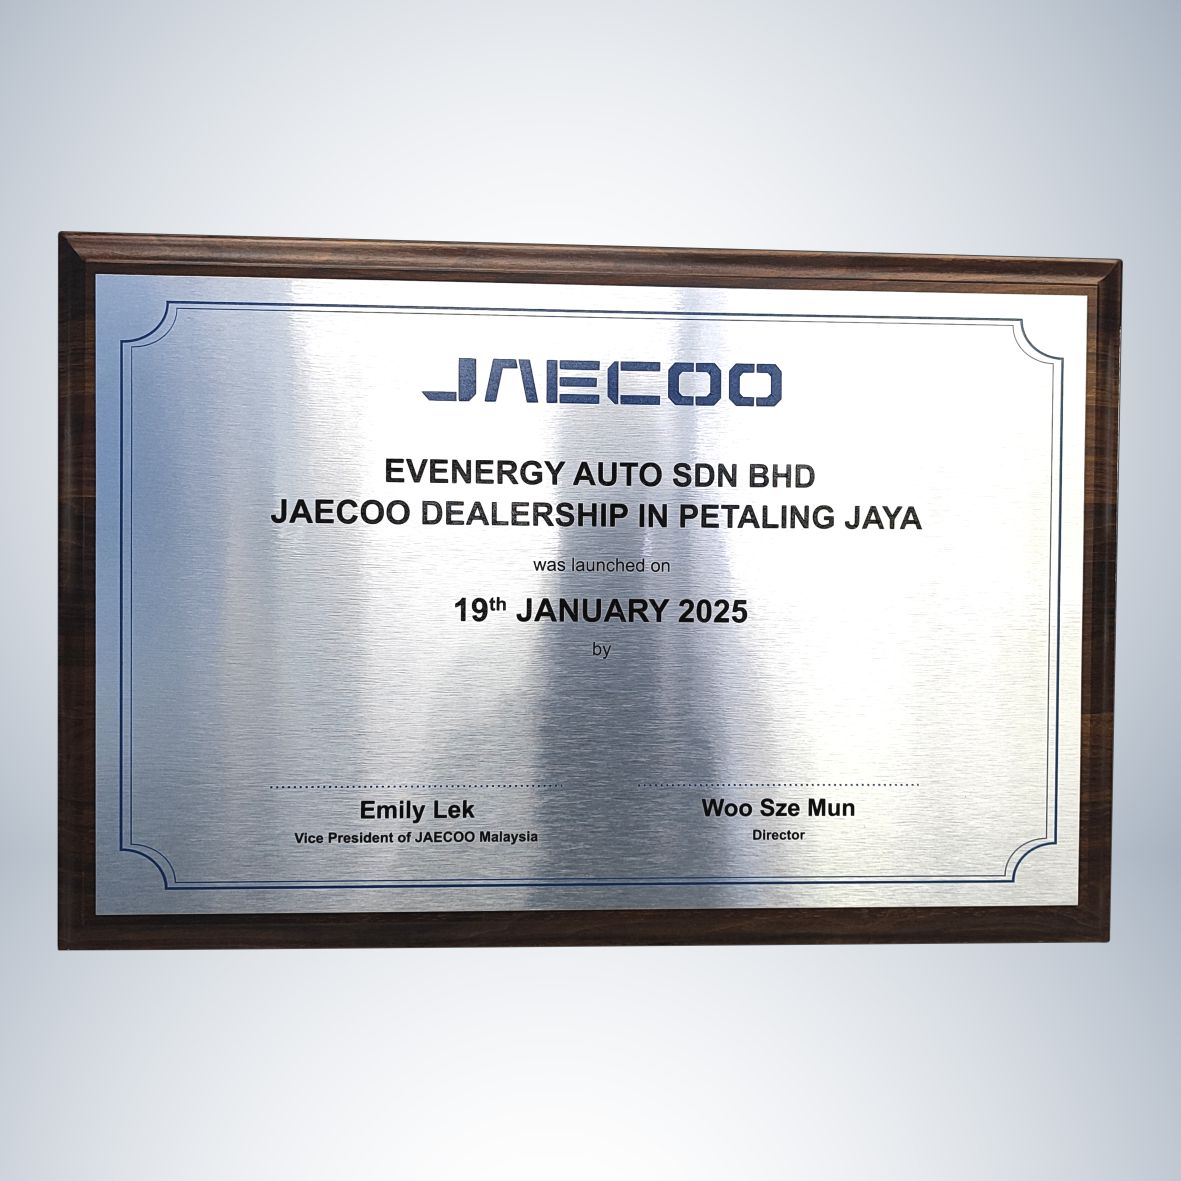 JAECOO
EVENERGY AUTO SDN BHD
JAECOO DEALERSHIP IN PETALING JAYA
was launched on
19th JANUARY 2025
by
Emily Lek
Vice President of JAECOO Malaysia
Woo Sze Mun
Director